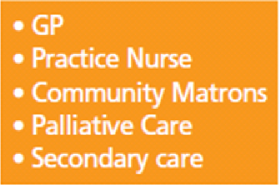 • GP
• Practice Nurse
• Community Matrons
• Palliative Care
• Secondary care